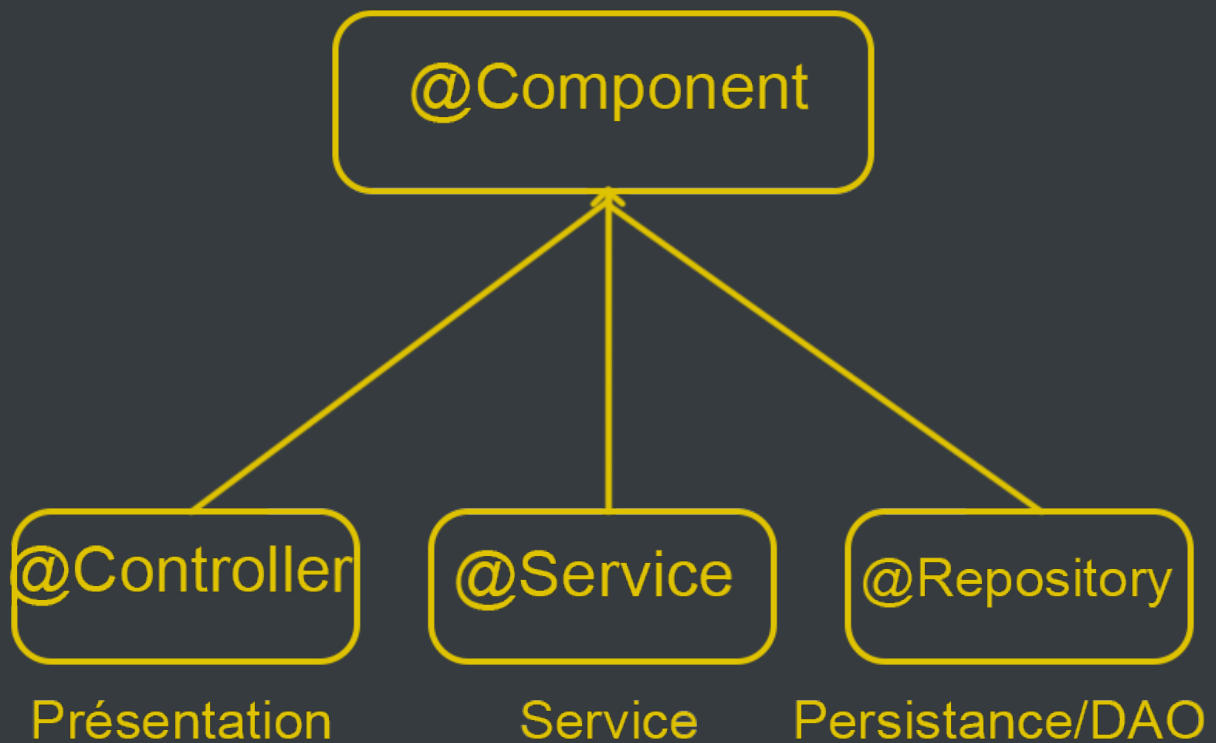 @Component
@Controller
@Service
@Repository
Présentation
Service
Persistance/DAO